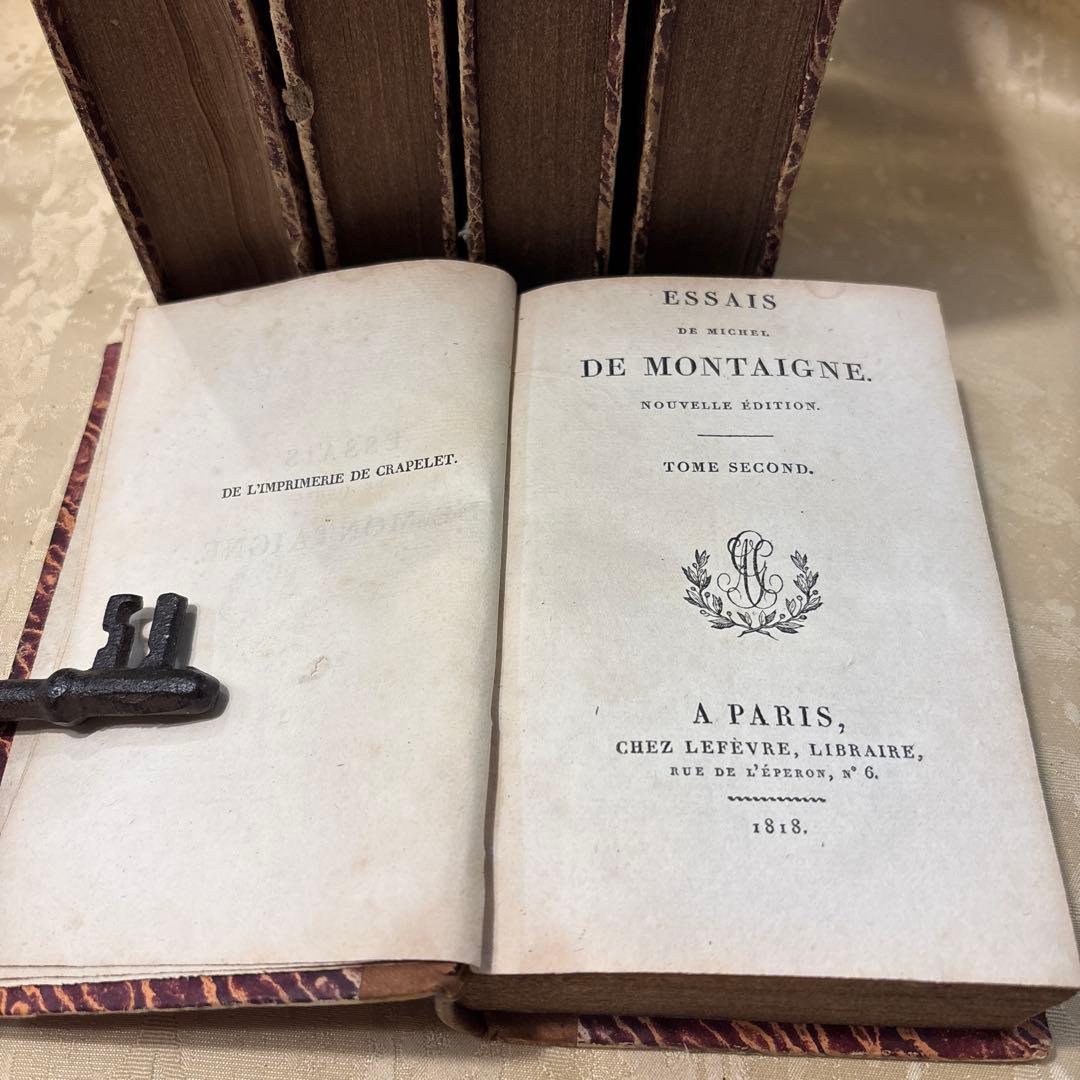 DE L'IMPRIMERIE DE CRAPELET.
ESSAIS
DE MICHEL
DE MONTAIGNE.
NOUVELLE ÉDITION.
TOME SECOND.
A PARIS,
CHEZ LEFÈVRE, LIBRAIRE,
RUE DE L'ÉPERON, N° 6.
1818.